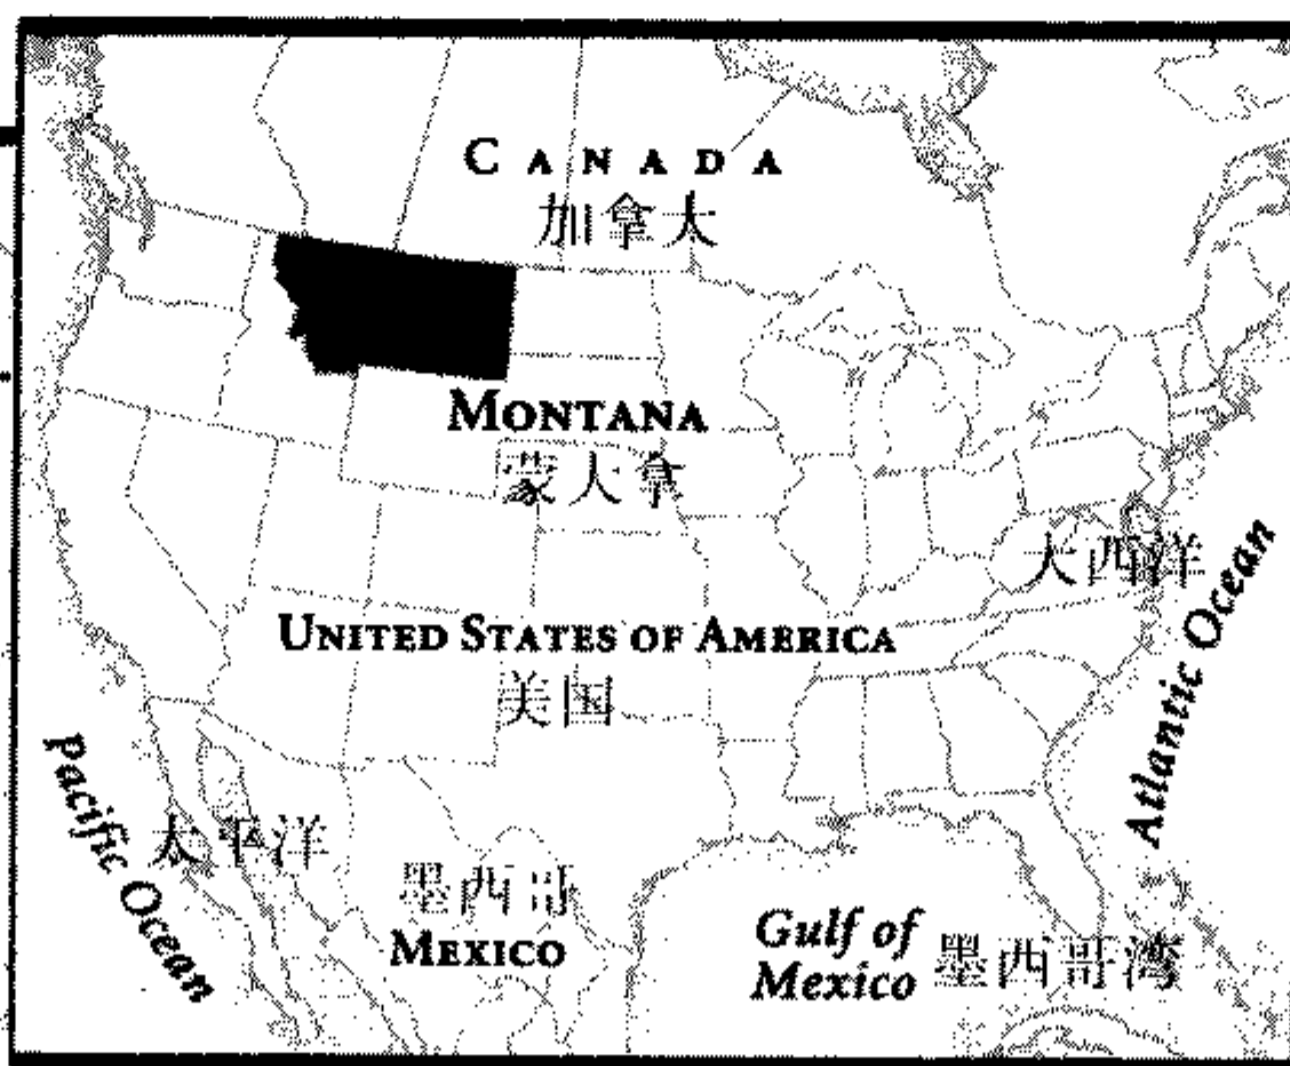 CANADA
加拿大
MONTANA
蒙大拿
大西洋
Atlantic Ocean
UNITED STATES OF AMERICA
美国
Pacific Ocean
太平洋
墨西哥
MEXICO
Gulf of
Mexico
墨西哥湾